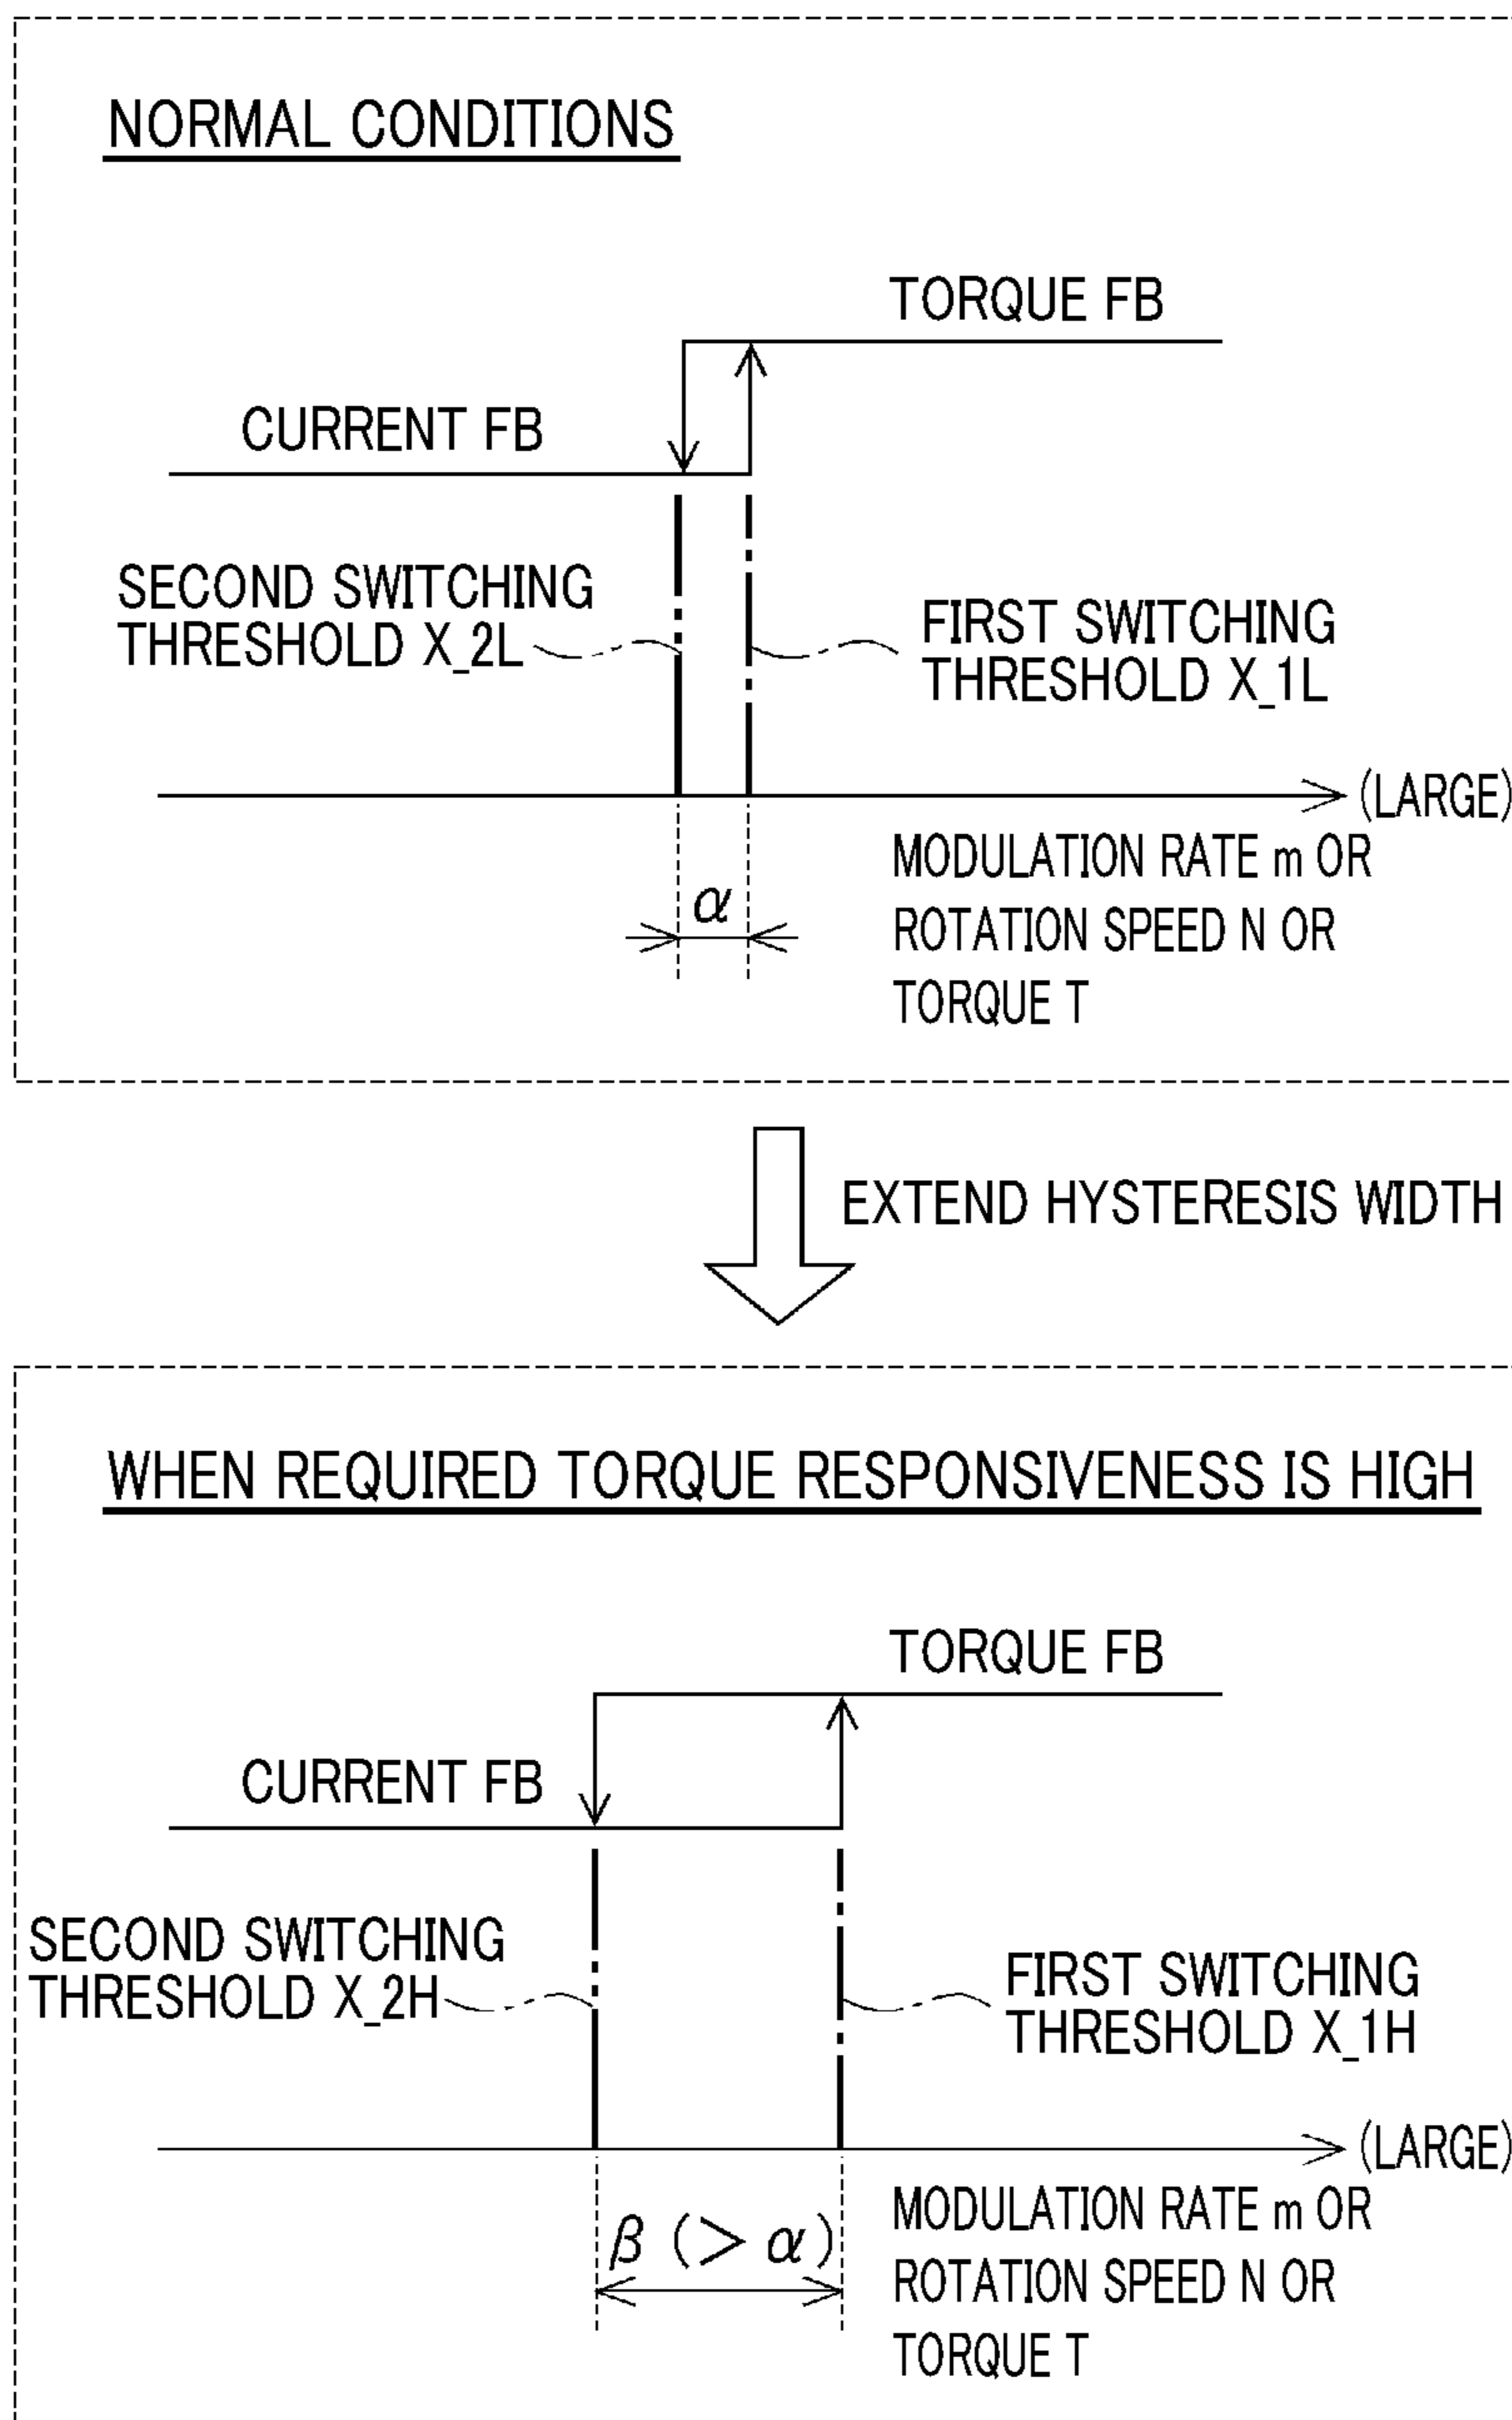 NORMAL CONDITIONS
TORQUE FB
CURRENT FB
SECOND SWITCHING
THRESHOLD X_2L
FIRST SWITCHING
THRESHOLD X_1L
(LARGE)
MODULATION RATE m OR
ROTATION SPEED N OR
TORQUE T
α
EXTEND HYSTERESIS WIDTH
WHEN REQUIRED TORQUE RESPONSIVENESS IS HIGH
TORQUE FB
CURRENT FB
SECOND SWITCHING
THRESHOLD X_2H
FIRST SWITCHING
THRESHOLD X_1H
(LARGE)
MODULATION RATE m OR
ROTATION SPEED N OR
TORQUE T
β (> α)